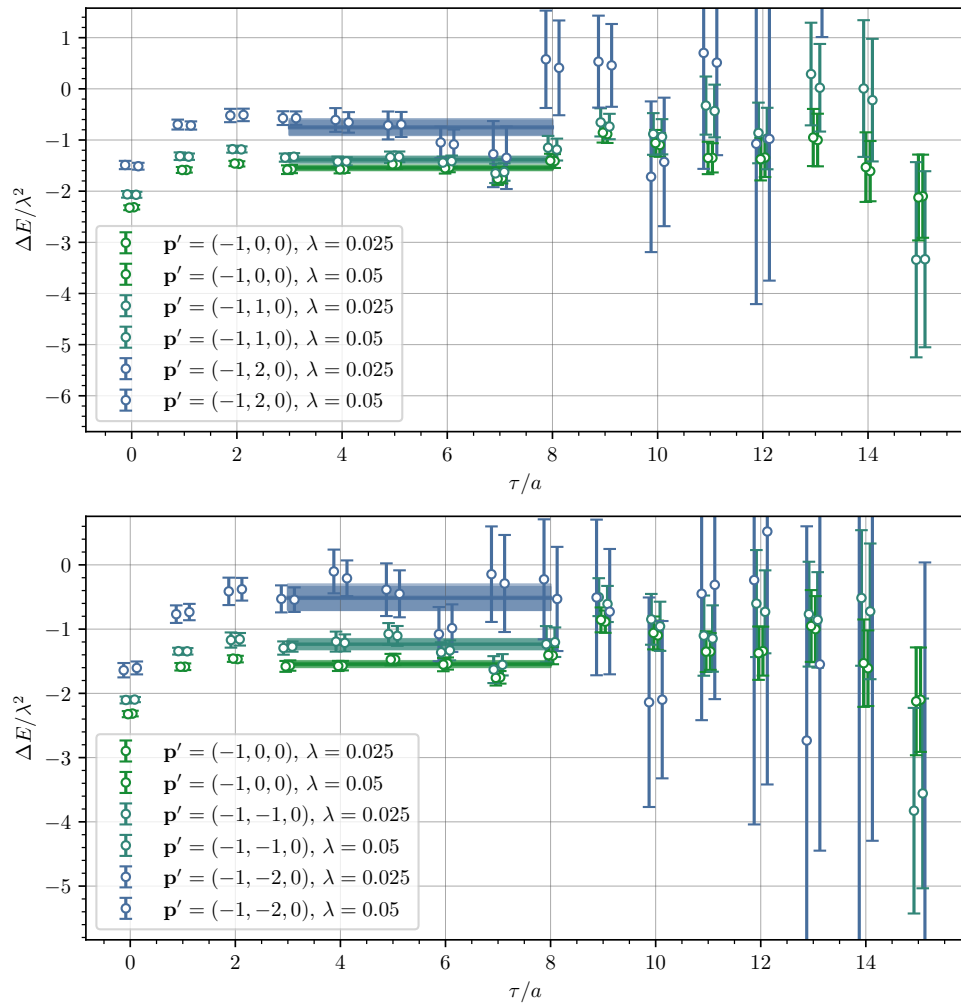 1
0
−1
−2
−3
−4
−5
−6
ΔE/λ²
p′ = (−1, 0, 0), λ = 0.025
p′ = (−1, 0, 0), λ = 0.05
p′ = (−1, 1, 0), λ = 0.025
p′ = (−1, 1, 0), λ = 0.05
p′ = (−1, 2, 0), λ = 0.025
p′ = (−1, 2, 0), λ = 0.05
0 2 4 6 8 10 12 14
τ/a
0
−1
−2
−3
−4
−5
ΔE/λ²
p′ = (−1, 0, 0), λ = 0.025
p′ = (−1, 0, 0), λ = 0.05
p′ = (−1, −1, 0), λ = 0.025
p′ = (−1, −1, 0), λ = 0.05
p′ = (−1, −2, 0), λ = 0.025
p′ = (−1, −2, 0), λ = 0.05
0 2 4 6 8 10 12 14
τ/a